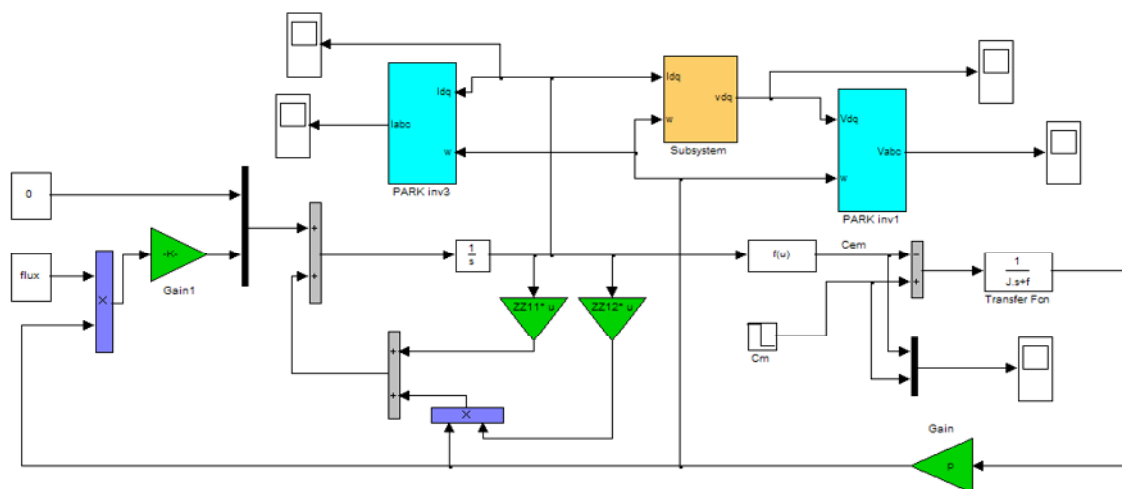 Idq
Iabc
w
PARK inv3
Idq
vdq
w
Subsystem
Vdq
Vabc
w
PARK inv1
0
flux
×
-K-
Gain1
+
+
1
s
f(u)
Cem
−
+
1
J.s+f
Transfer Fcn
ZZ11* u
ZZ12* u
Cm
+
+
×
Gain
p